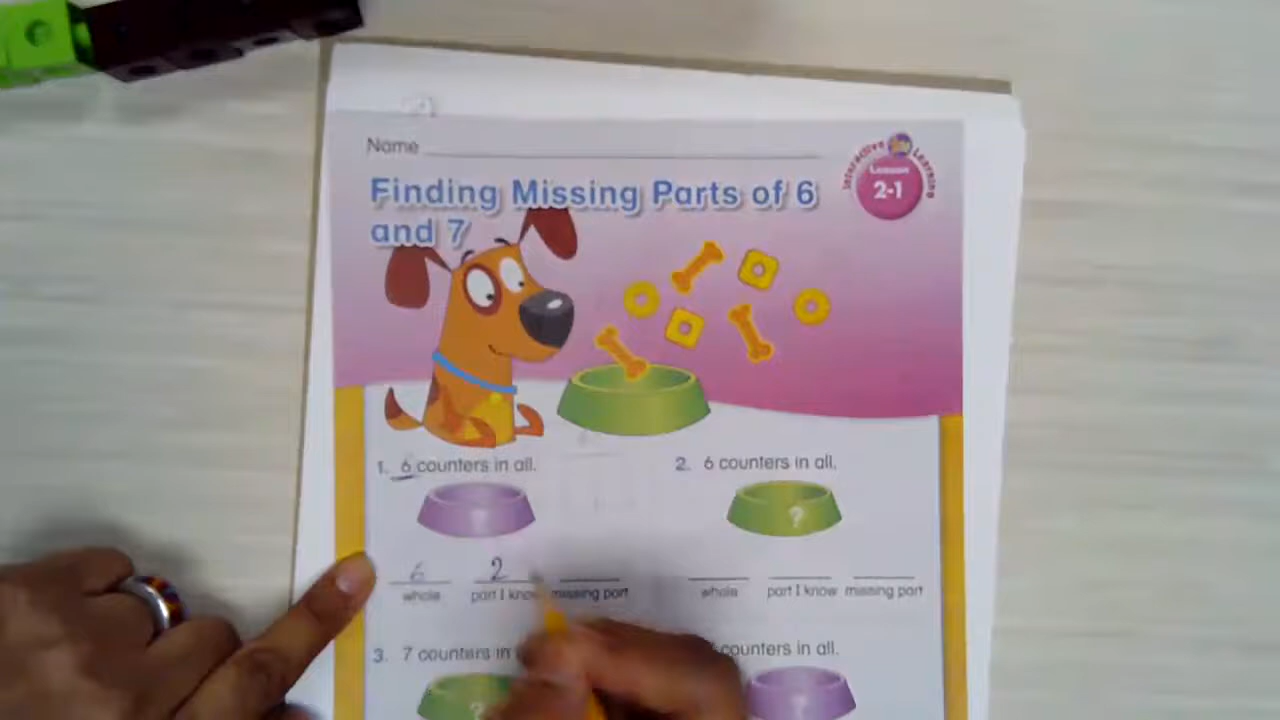 Name
Interactive Learning
Lesson
2-1
Finding Missing Parts of 6
and 7
1. 6 counters in all.
2. 6 counters in all.
?
6 2
whole part I know missing part
whole part I know missing part
3. 7 counters in
counters in all.
?